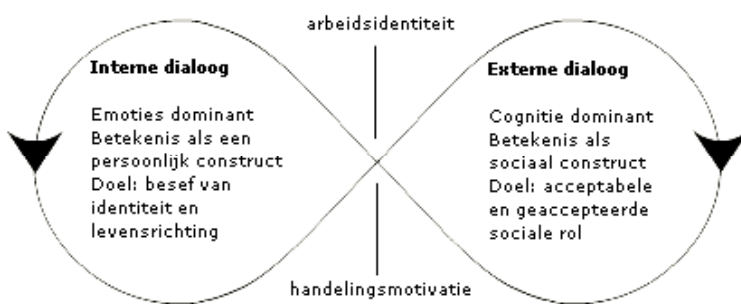 arbeidsidentiteit
Interne dialoog
Emoties dominant
Betekenis als een
persoonlijk construct
Doel: besef van
identiteit en
levensrichting
Externe dialoog
Cognitie dominant
Betekenis als
sociaal construct
Doel: acceptabele
en geaccepteerde
sociale rol
handelingsmotivatie